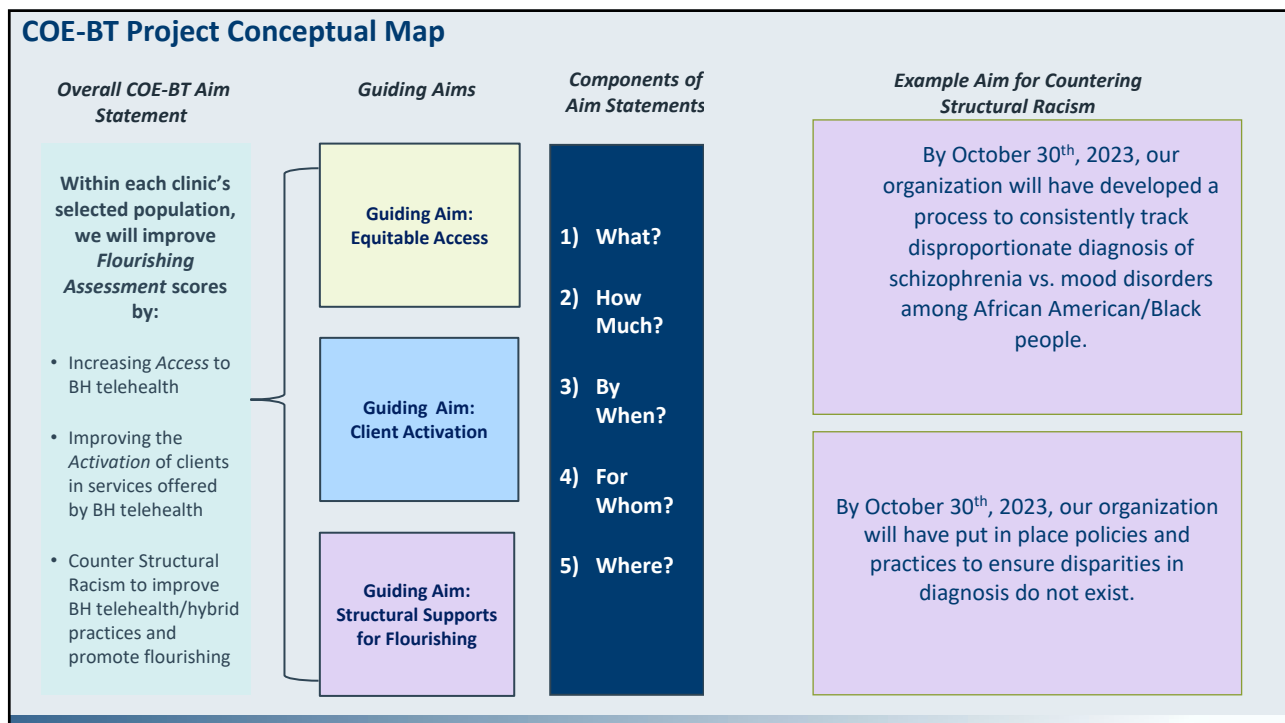 COE-BT Project Conceptual Map
Overall COE-BT Aim
Statement
Within each clinic's
selected population,
we will improve
Flourishing
Assessment scores
by:
• Increasing Access to
BH telehealth
• Improving the
Activation of clients
in services offered
by BH telehealth
• Counter Structural
Racism to improve
BH telehealth/hybrid
practices and
promote flourishing
Guiding Aims
Guiding Aim:
Equitable Access
Guiding Aim:
Client Activation
Guiding Aim:
Structural Supports
for Flourishing
Components of
Aim Statements
1) What?
2) How
Much?
3) By
When?
4) For
Whom?
5) Where?
Example Aim for Countering
Structural Racism
By October 30th, 2023, our
organization will have developed a
process to consistently track
disproportionate diagnosis of
schizophrenia vs. mood disorders
among African American/Black
people.
By October 30th, 2023, our organization
will have put in place policies and
practices to ensure disparities in
diagnosis do not exist.